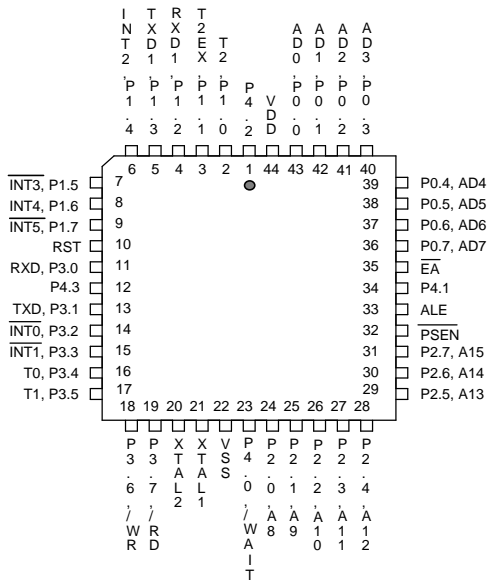 INT2, P1.4
TXD1, P1.3
RXD1, P1.2
T2EX, P1.1
T2, P1.0
P4.2
VDD
AD0, P0.0
AD1, P0.1
AD2, P0.2
AD3, P0.3
6 5 4 3 2 1 44 43 42 41 40
INT3, P1.5 7
INT4, P1.6 8
INT5, P1.7 9
RST 10
RXD, P3.0 11
P4.3 12
TXD, P3.1 13
INT0, P3.2 14
INT1, P3.3 15
T0, P3.4 16
T1, P3.5 17
39 P0.4, AD4
38 P0.5, AD5
37 P0.6, AD6
36 P0.7, AD7
35 EA
34 P4.1
33 ALE
32 PSEN
31 P2.7, A15
30 P2.6, A14
29 P2.5, A13
18 19 20 21 22 23 24 25 26 27 28
P3.6, /WR
P3.7, /RD
XTAL2
XTAL1
VSS
P4.0, /WAIT
P2.0, A8
P2.1, A9
P2.2, A10
P2.3, A11
P2.4, A12